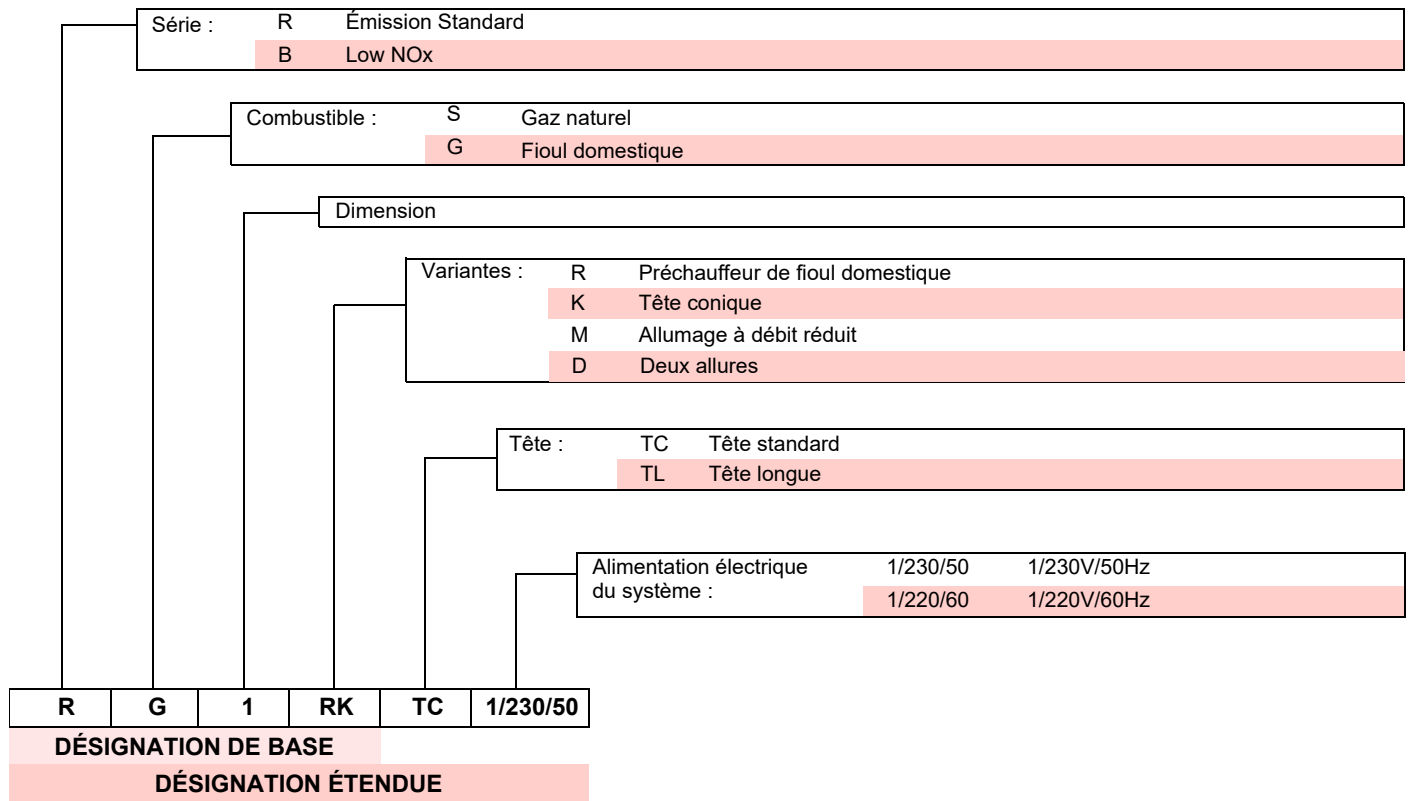 Série : R Émission Standard
B Low NOx
Combustible : S Gaz naturel
G Fioul domestique
Dimension
Variantes : R Préchauffeur de fioul domestique
K Tête conique
M Allumage à débit réduit
D Deux allures
Tête : TC Tête standard
TL Tête longue
Alimentation électrique 1/230/50 1/230V/50Hz
du système : 1/220/60 1/220V/60Hz
R G 1 RK TC 1/230/50
DÉSIGNATION DE BASE
DÉSIGNATION ÉTENDUE